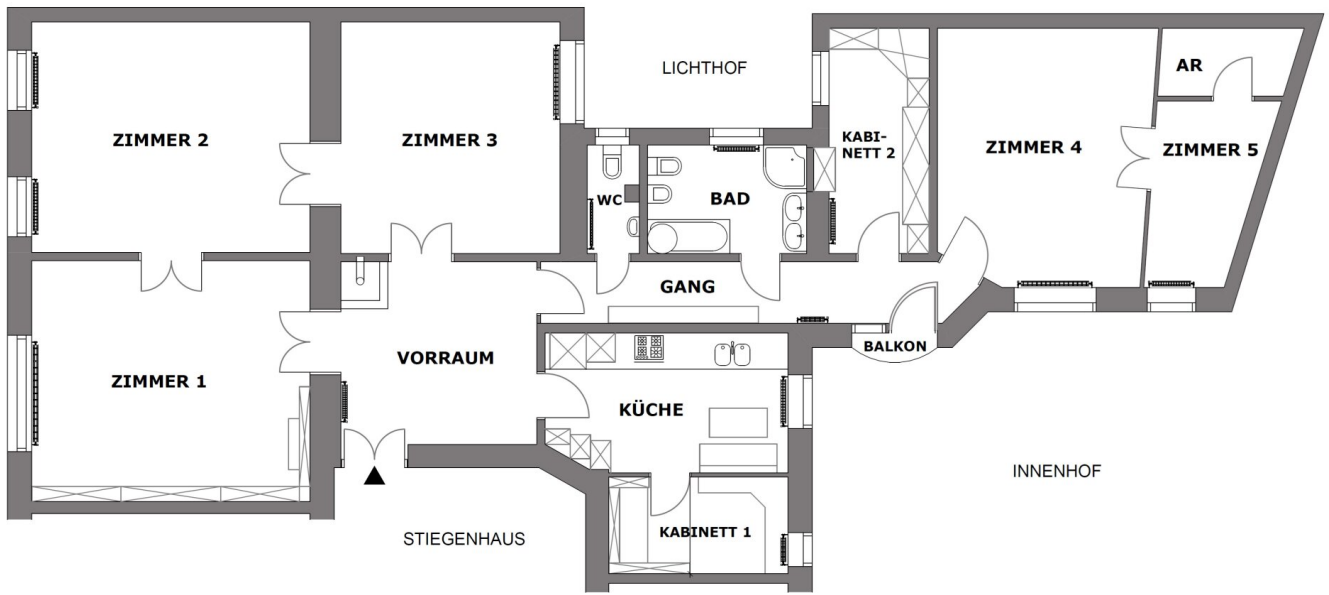 LICHTHOF
AR
ZIMMER 2
ZIMMER 3
KABI-
NETT 2
ZIMMER 4
ZIMMER 5
WC
BAD
GANG
VORRAUM
BALKON
ZIMMER 1
KÜCHE
INNENHOF
STIEGENHAUS
KABINETT 1